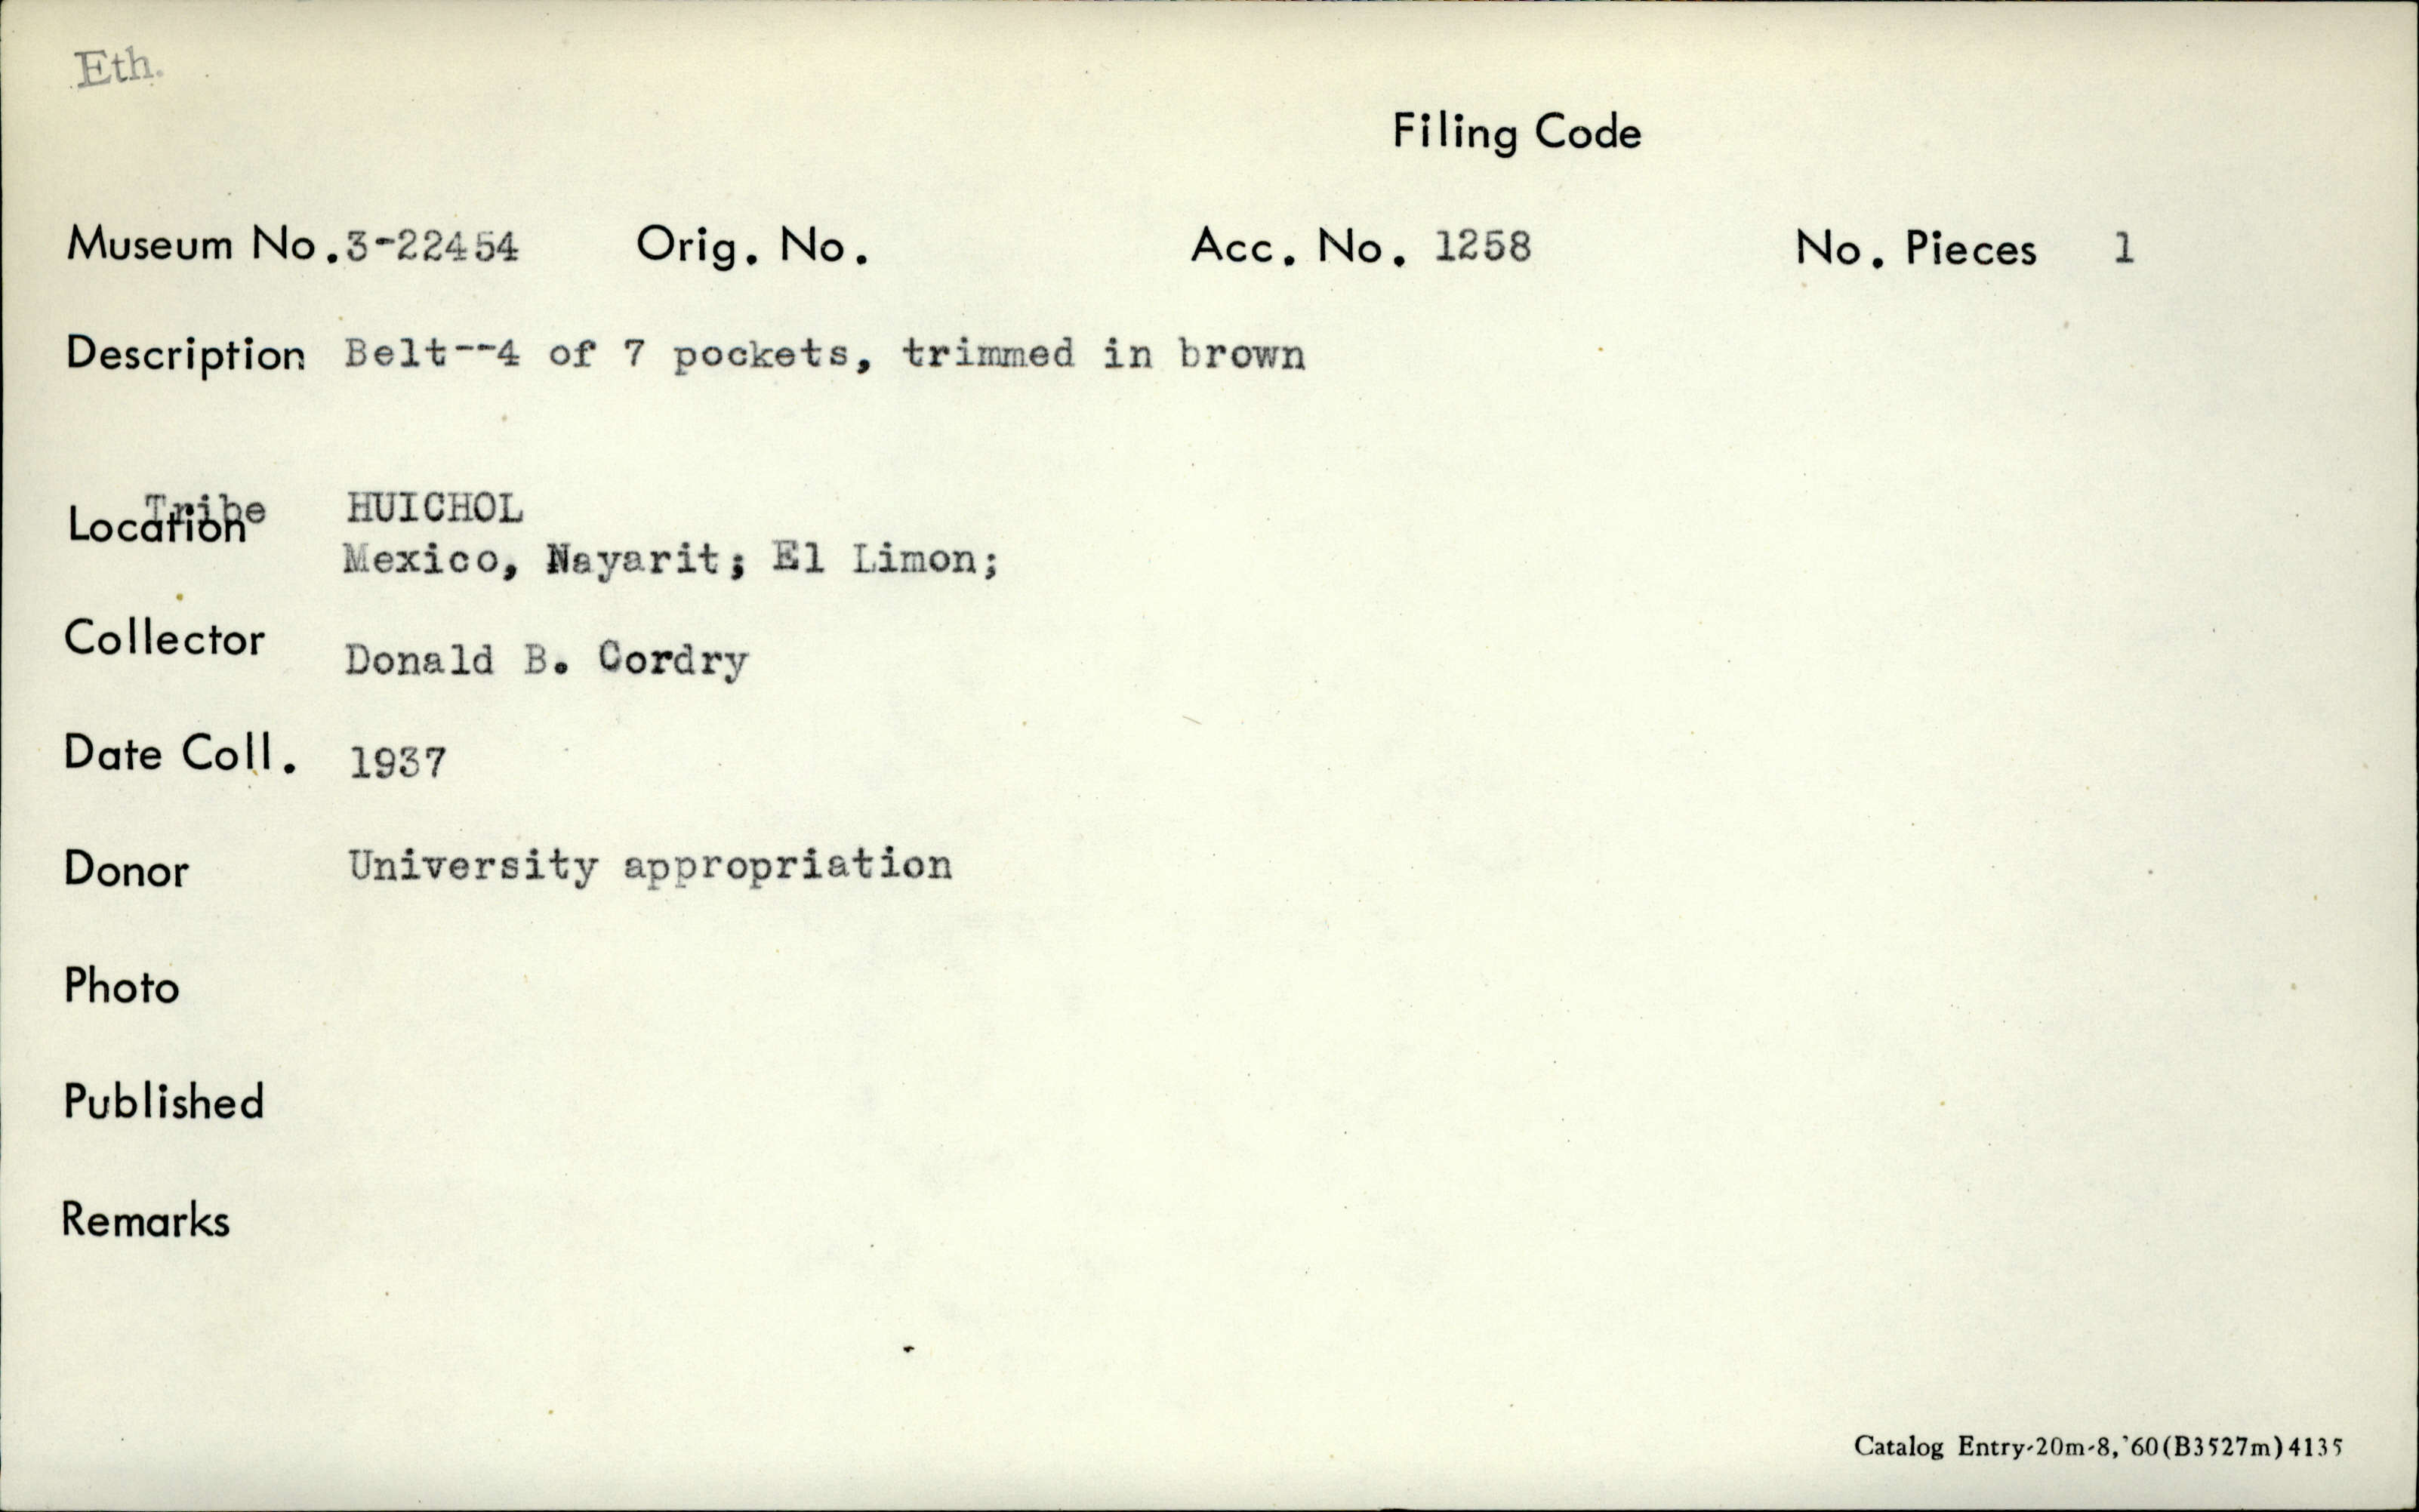 Eth.
Filing Code
Museum No. 3-22454 Orig. No. Acc. No. 1258 No. Pieces 1
Description Belt--4 of 7 pockets, trimmed in brown
Tribe HUICHOL
Location Mexico, Nayarit; El Limon;
Collector Donald B. Cordry
Date Coll. 1937
Donor University appropriation
Photo
Published
Remarks
Catalog Entry-20m-8,'60(B3527m)4135